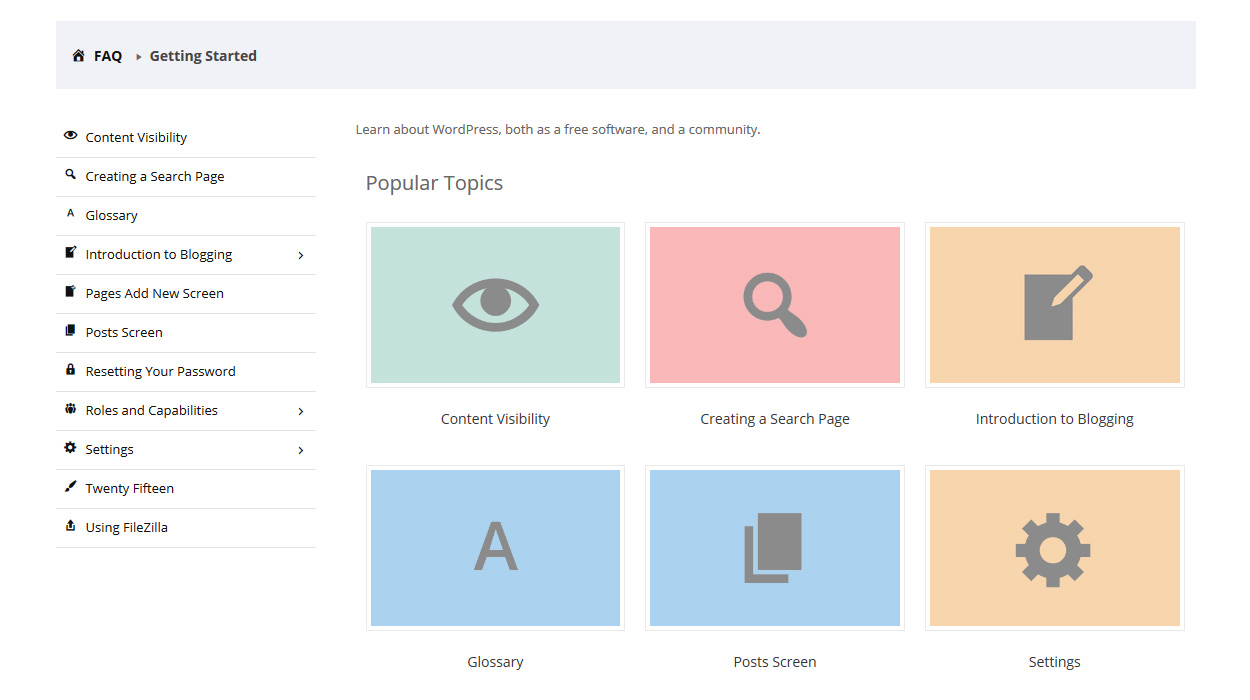 FAQ Getting Started
Content Visibility
Creating a Search Page
A Glossary
Introduction to Blogging
Pages Add New Screen
Posts Screen
Resetting Your Password
Roles and Capabilities
Settings
Twenty Fifteen
Using FileZilla
Learn about WordPress, both as a free software, and a community.
Popular Topics
Content Visibility
Creating a Search Page
Introduction to Blogging
A
Glossary
Posts Screen
Settings